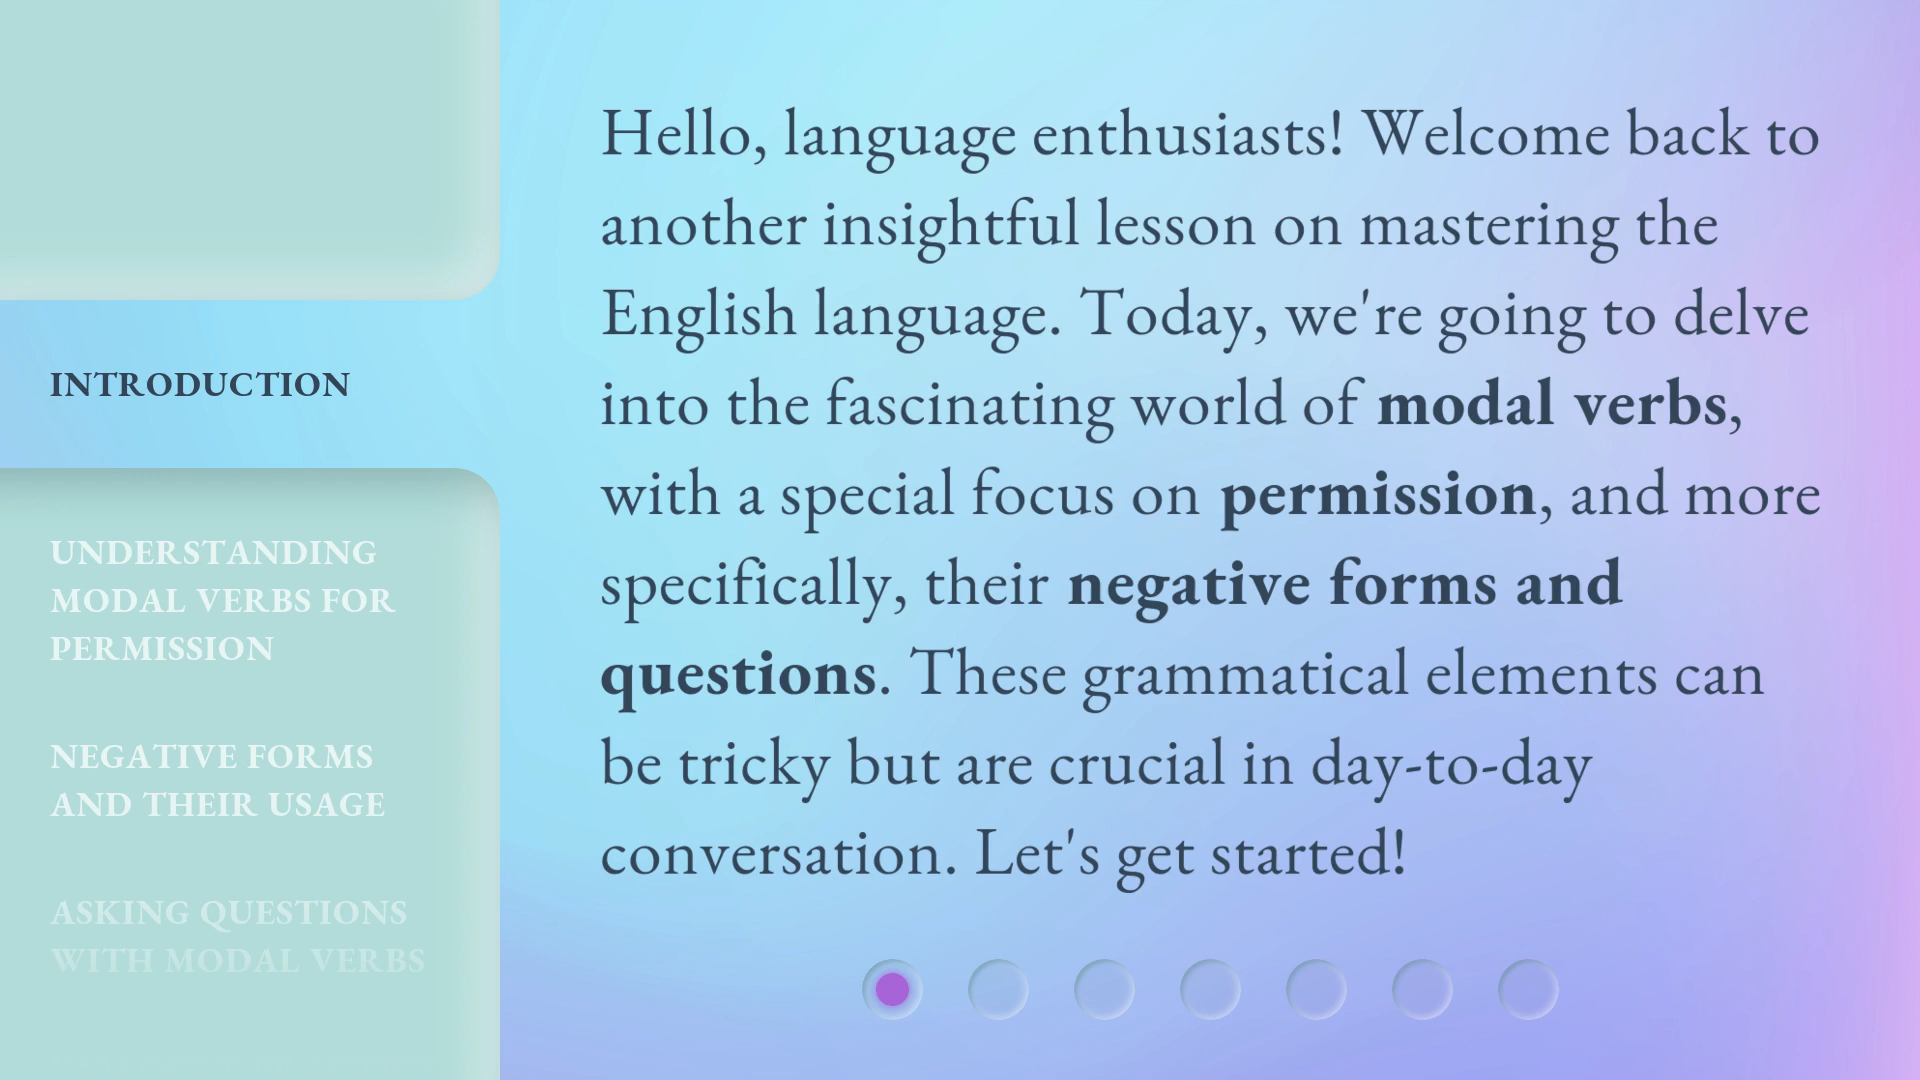 INTRODUCTION
UNDERSTANDING
MODAL VERBS FOR
PERMISSION
NEGATIVE FORMS
AND THEIR USAGE
ASKING QUESTIONS
WITH MODAL VERBS
Hello, language enthusiasts! Welcome back to
another insightful lesson on mastering the
English language. Today, we're going to delve
into the fascinating world of modal verbs,
with a special focus on permission, and more
specifically, their negative forms and
questions. These grammatical elements can
be tricky but are crucial in day-to-day
conversation. Let's get started!